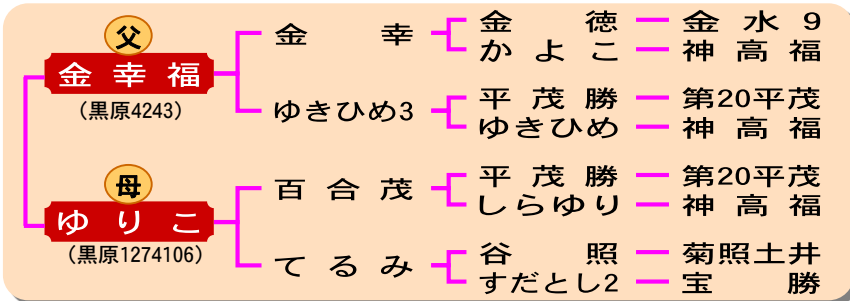 父
金幸福
(黒原4243)
金幸
金徳
金水9
かよこ
神高福
ゆきひめ3
平茂勝
第20平茂
ゆきひめ
神高福
母
ゆりこ
(黒原1274106)
百合茂
平茂勝
第20平茂
しらゆり
神高福
てるみ
谷照
菊照土井
すだとし2
宝勝